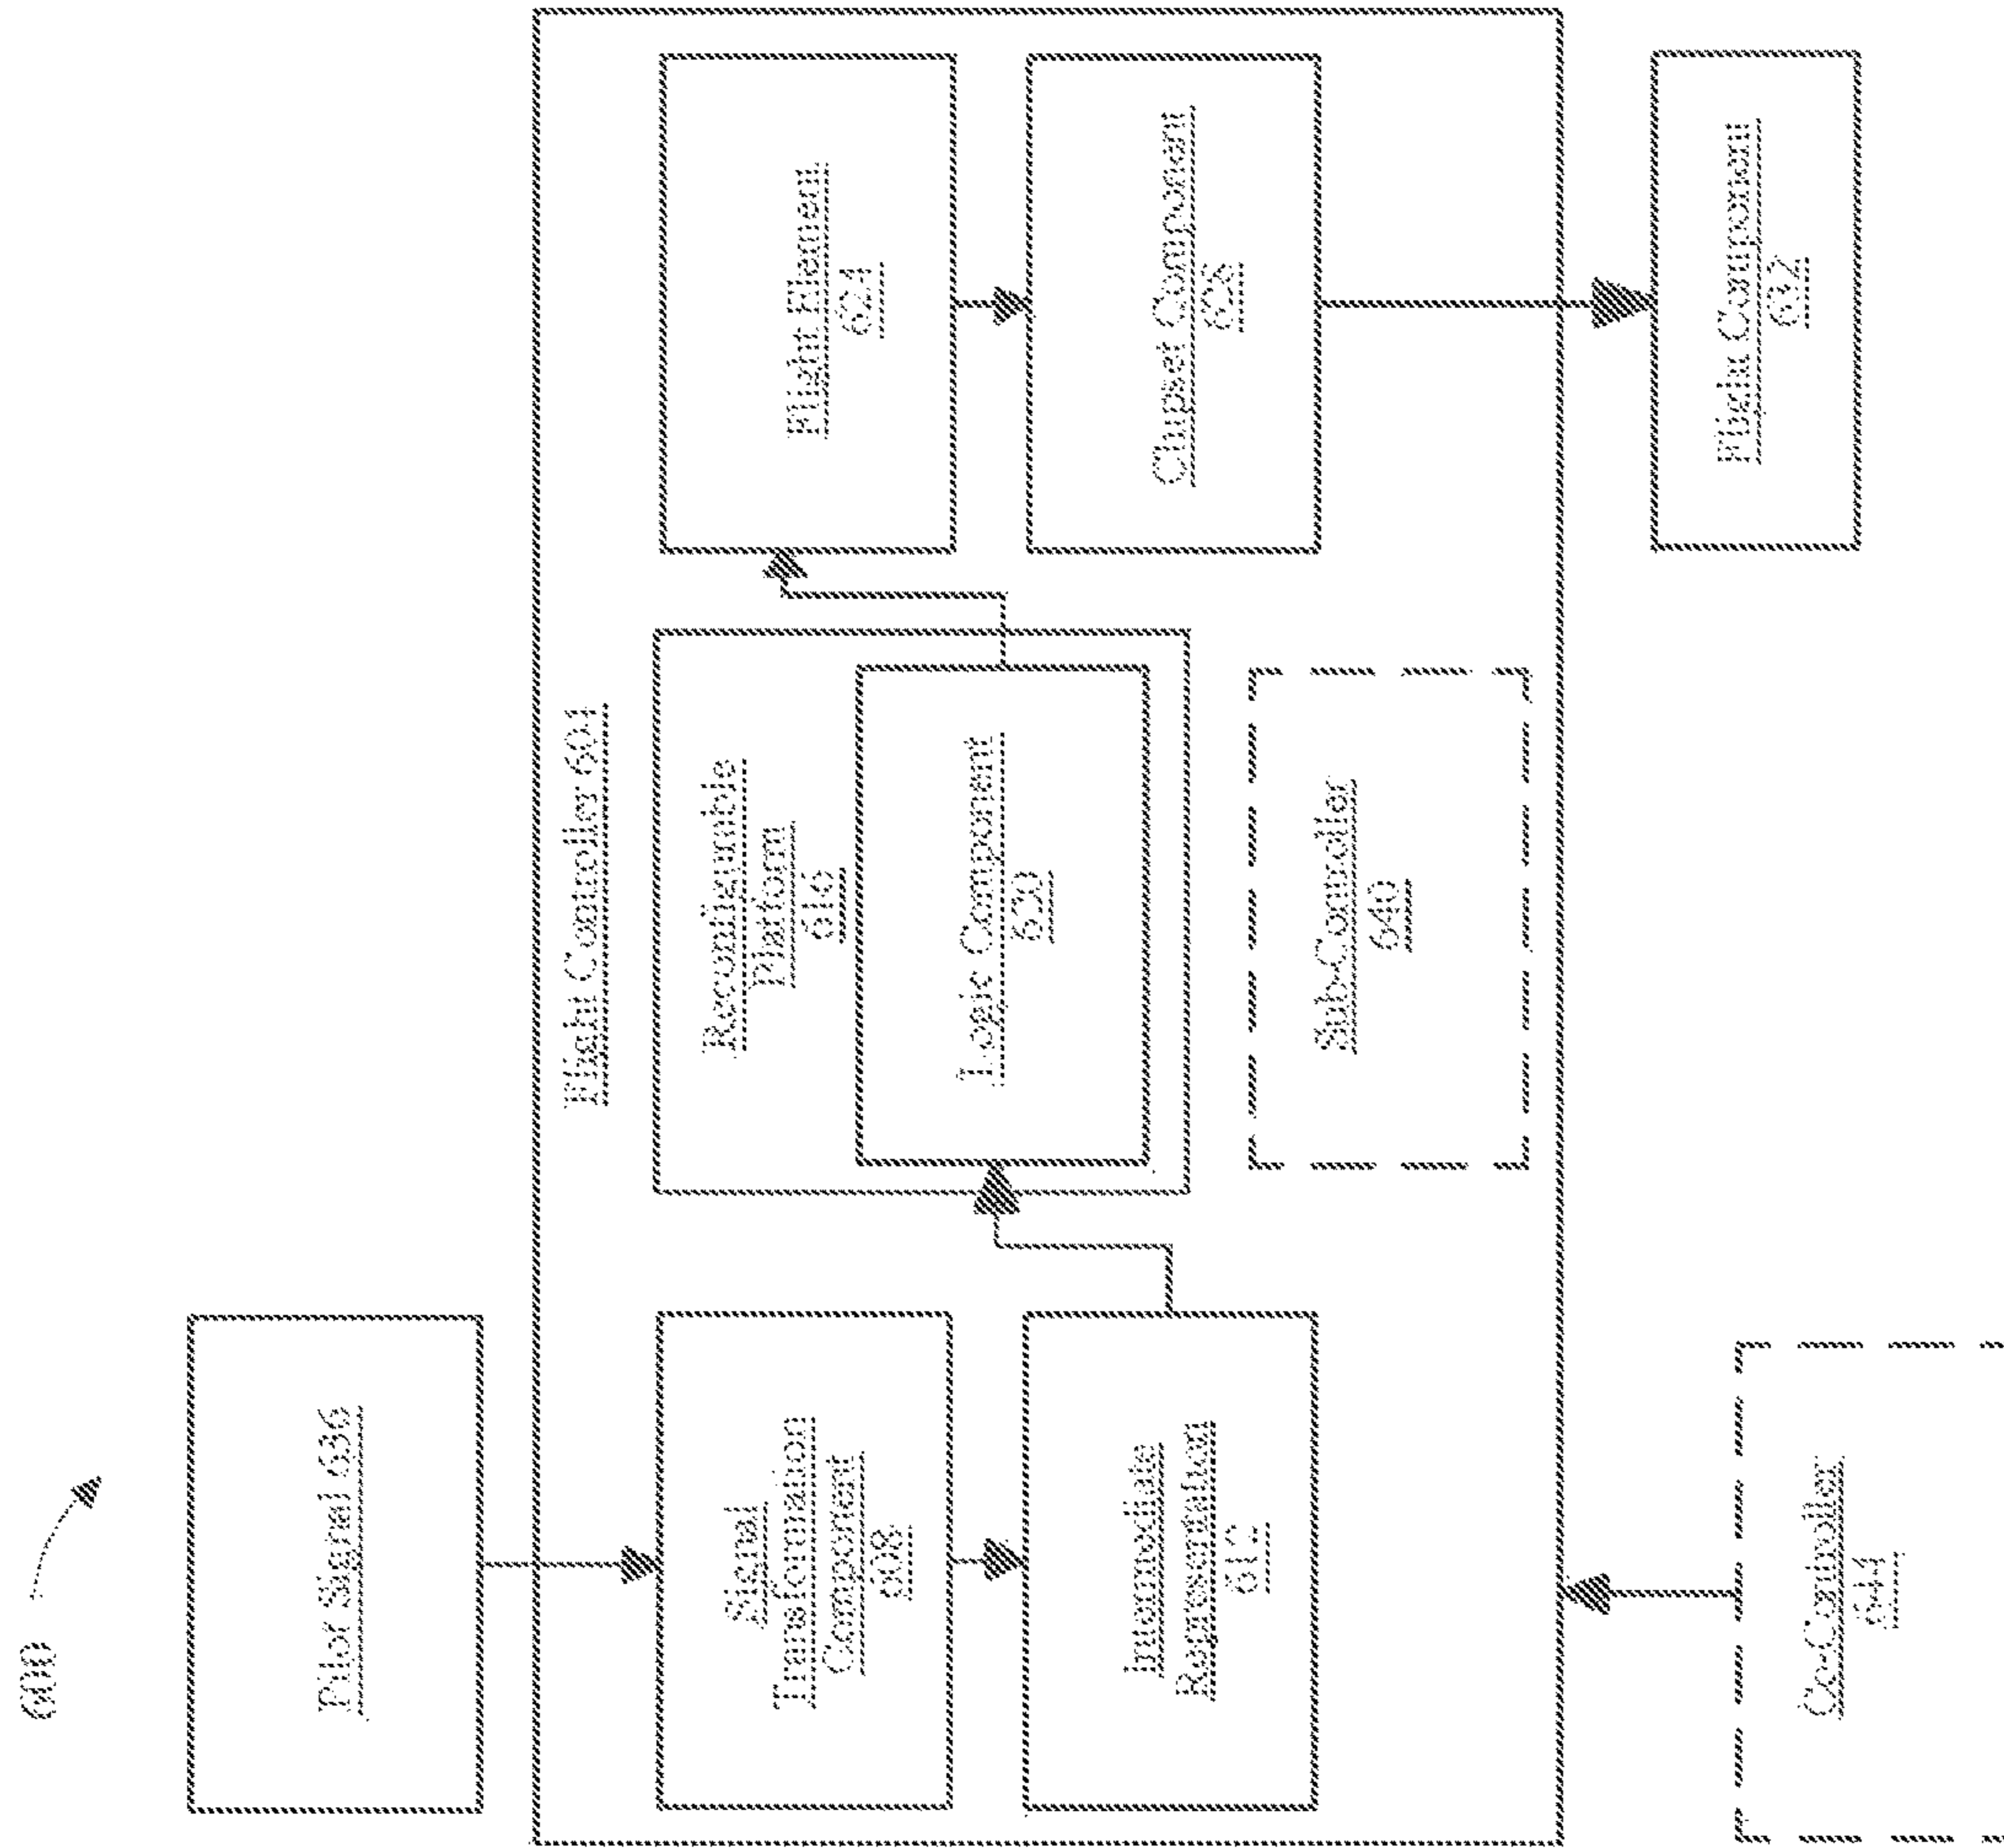 600
Pilot Signal 636
Flight Controller 604
Signal
Transformation
Component
608
Intermediate
Representation
612
Reconfigurable
Platform
616
Logic Component
620
Sub-Controller
640
Flight Element
624
Chipset Component
628
Flight Component
632
Co-Controller
644